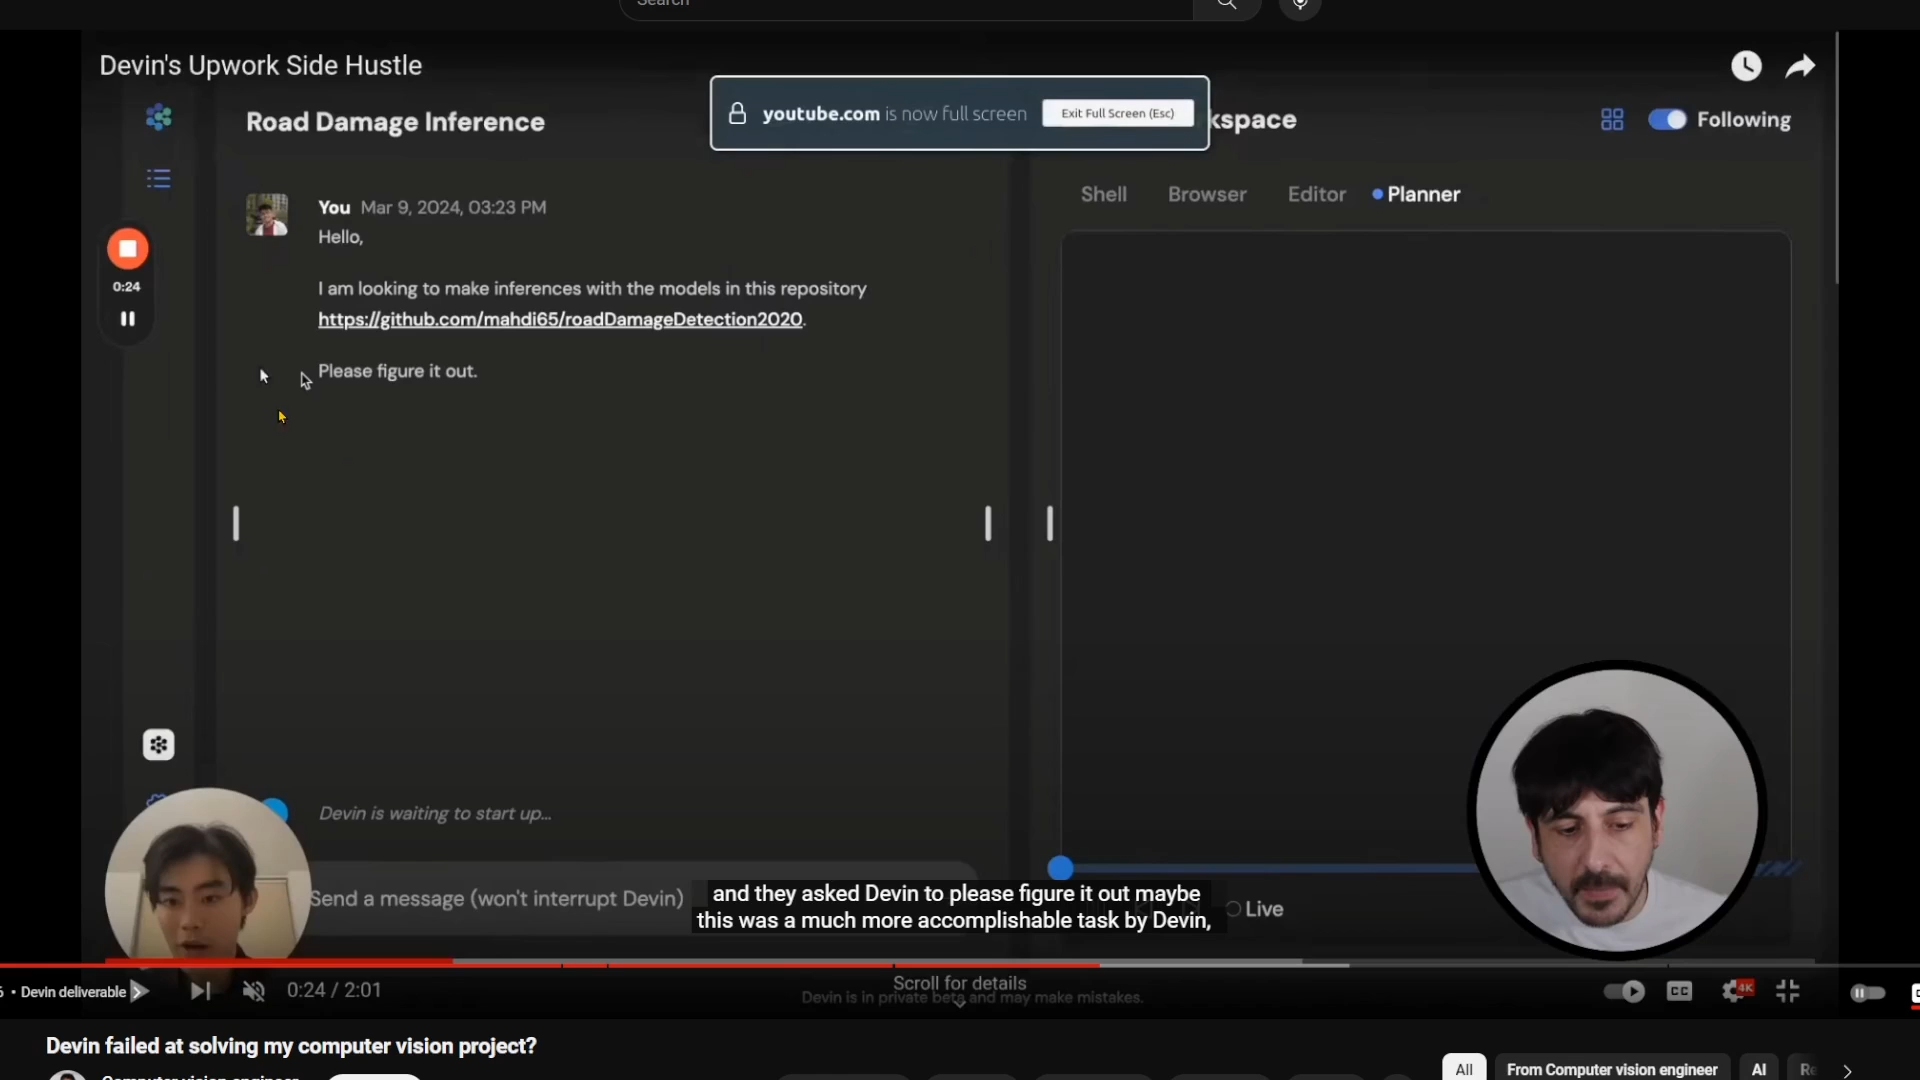 Search
Devin's Upwork Side Hustle
youtube.com is now full screen
Exit Full Screen (Esc)
Road Damage Inference
kspace
Following
You Mar 9, 2024, 03:23 PM
Hello,
Shell
Browser
Editor
Planner
0:24
I am looking to make inferences with the models in this repository
https://github.com/mahdi65/roadDamageDetection2020.
Please figure it out.
Devin is waiting to start up...
Send a message (won't interrupt Devin)
and they asked Devin to please figure it out maybe
this was a much more accomplishable task by Devin,
Live
• Devin deliverable
0:24 / 2:01
Scroll for details
Devin is in private beta and may make mistakes.
CC
4K
Devin failed at solving my computer vision project?
Computer vision engineer
All
From Computer vision engineer
AI